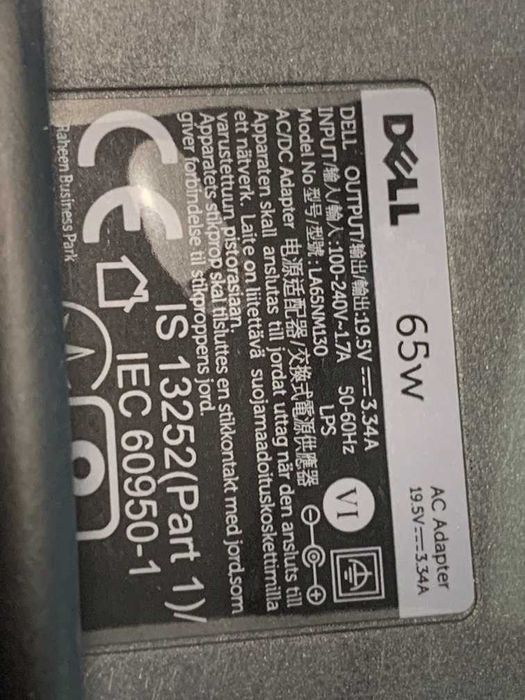 DELL
65W
AC Adapter
19.5V⎓3.34A
DELL OUTPUT/输出/輸出:19.5V⎓3.34A
INPUT/输入/輸入:100-240V~1.7A 50-60Hz
Model No 型号/型號:LA65NM130 LPS
VI
AC/DC Adapter 电源适配器/交換式電源供應器
Apparaten skall anslutas till jordat uttag när den ansluts till
ett nätverk. Laite on liitettävä suojamaadoituskoskettimilla
varustettuun pistorasiaan.
Apparatets stikprop skal tilsluttes en stikkontakt med jord,som
giver forbindelse til stikproppens jord.
CE
IS 13252(Part 1)/
IEC 60950-1
Raheen Business Park